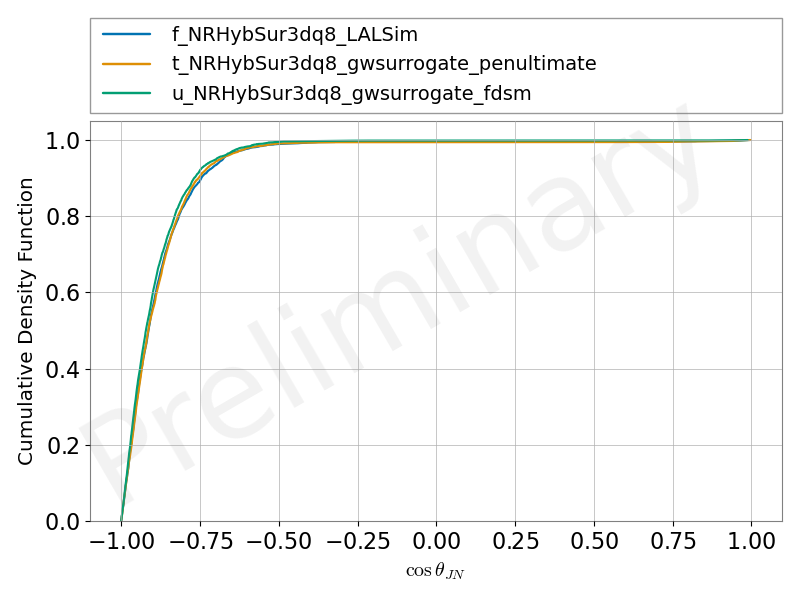 f_NRHybSur3dq8_LALSim
t_NRHybSur3dq8_gwsurrogate_penultimate
u_NRHybSur3dq8_gwsurrogate_fdsm
1.0
0.8
0.6
0.4
0.2
0.0
Cumulative Density Function
Preliminary
−1.00 −0.75 −0.50 −0.25 0.00 0.25 0.50 0.75 1.00
cos θ_JN